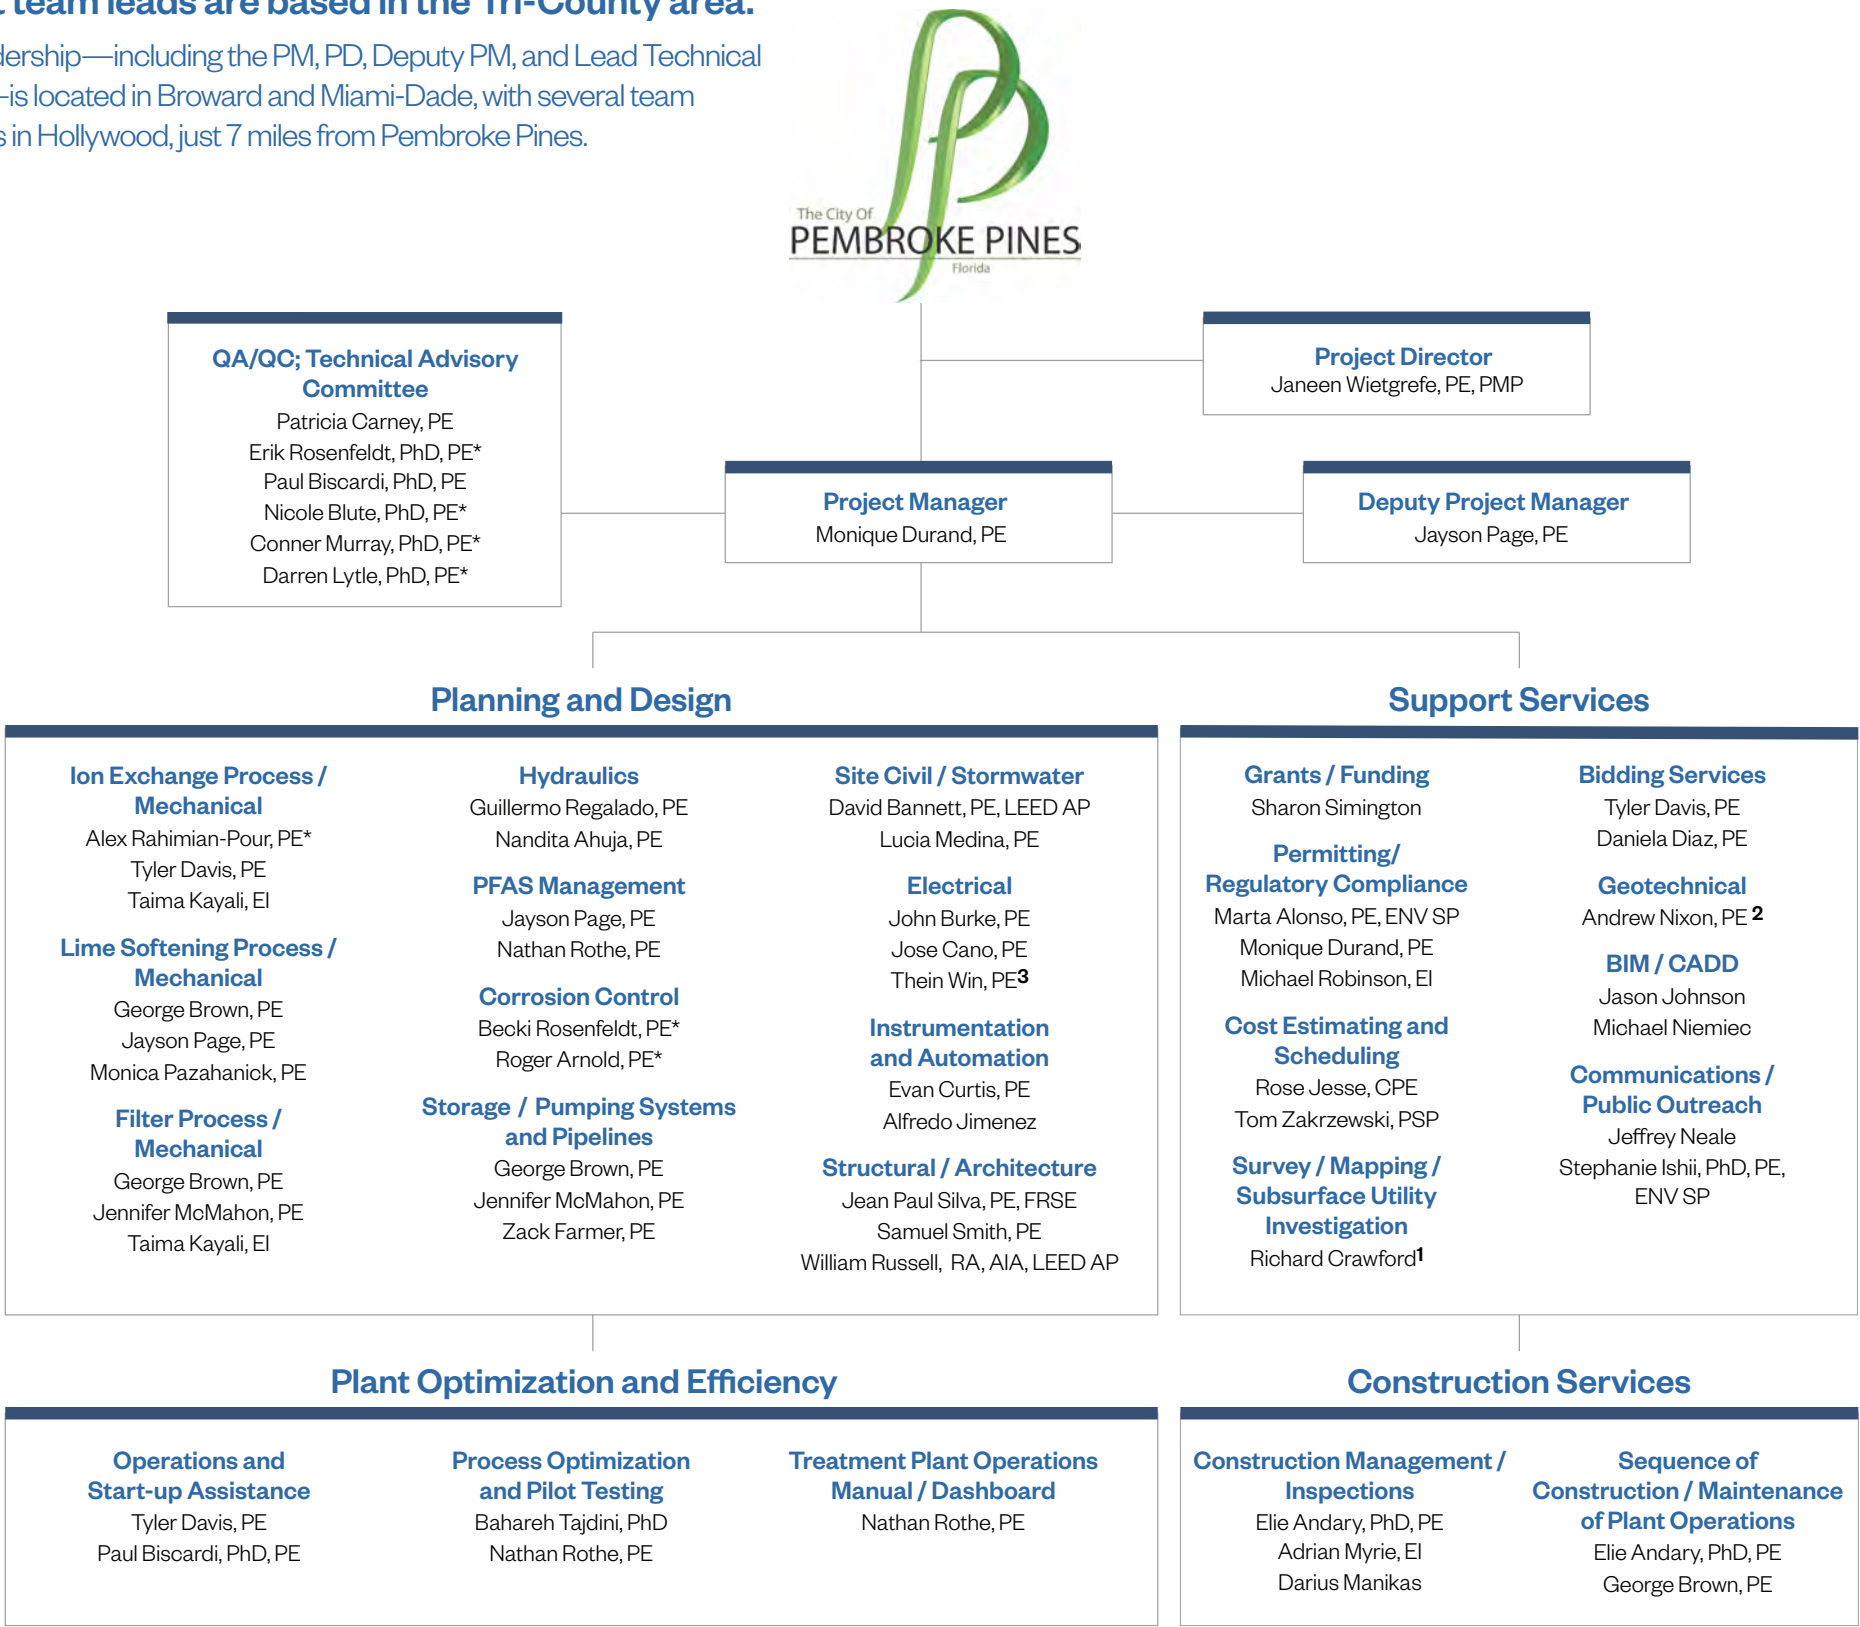 t team leads are based in the Tri-County area.
dership—including the PM, PD, Deputy PM, and Lead Technical
-is located in Broward and Miami-Dade, with several team
s in Hollywood, just 7 miles from Pembroke Pines.
The City Of
PEMBROKE PINES
Florida
QA/QC; Technical Advisory
Committee
Patricia Carney, PE
Erik Rosenfeldt, PhD, PE*
Paul Biscardi, PhD, PE
Nicole Blute, PhD, PE*
Conner Murray, PhD, PE*
Darren Lytle, PhD, PE*
Project Director
Janeen Wietgrefe, PE, PMP
Project Manager
Monique Durand, PE
Deputy Project Manager
Jayson Page, PE
Planning and Design
Ion Exchange Process /
Mechanical
Alex Rahimian-Pour, PE*
Tyler Davis, PE
Taima Kayali, EI
Lime Softening Process /
Mechanical
George Brown, PE
Jayson Page, PE
Monica Pazahanick, PE
Filter Process /
Mechanical
George Brown, PE
Jennifer McMahon, PE
Taima Kayali, EI
Hydraulics
Guillermo Regalado, PE
Nandita Ahuja, PE
PFAS Management
Jayson Page, PE
Nathan Rothe, PE
Corrosion Control
Becki Rosenfeldt, PE*
Roger Arnold, PE*
Storage / Pumping Systems
and Pipelines
George Brown, PE
Jennifer McMahon, PE
Zack Farmer, PE
Site Civil / Stormwater
David Bannett, PE, LEED AP
Lucia Medina, PE
Electrical
John Burke, PE
Jose Cano, PE
Thein Win, PE3
Instrumentation
and Automation
Evan Curtis, PE
Alfredo Jimenez
Structural / Architecture
Jean Paul Silva, PE, FRSE
Samuel Smith, PE
William Russell, RA, AIA, LEED AP
Support Services
Grants / Funding
Sharon Simington
Permitting/
Regulatory Compliance
Marta Alonso, PE, ENV SP
Monique Durand, PE
Michael Robinson, EI
Cost Estimating and
Scheduling
Rose Jesse, CPE
Tom Zakrzewski, PSP
Survey / Mapping /
Subsurface Utility
Investigation
Richard Crawford1
Bidding Services
Tyler Davis, PE
Daniela Diaz, PE
Geotechnical
Andrew Nixon, PE 2
BIM / CADD
Jason Johnson
Michael Niemiec
Communications /
Public Outreach
Jeffrey Neale
Stephanie Ishii, PhD, PE,
ENV SP
Plant Optimization and Efficiency
Operations and
Start-up Assistance
Tyler Davis, PE
Paul Biscardi, PhD, PE
Process Optimization
and Pilot Testing
Bahareh Tajdini, PhD
Nathan Rothe, PE
Treatment Plant Operations
Manual / Dashboard
Nathan Rothe, PE
Construction Services
Construction Management /
Inspections
Elie Andary, PhD, PE
Adrian Myrie, EI
Darius Manikas
Sequence of
Construction / Maintenance
of Plant Operations
Elie Andary, PhD, PE
George Brown, PE